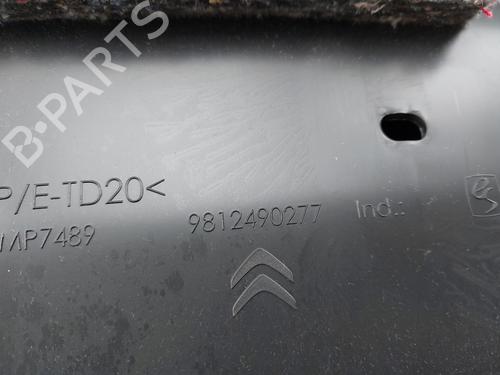 B-PARTS
P/E-TD20<
9812490277 Ind.:
MP7489